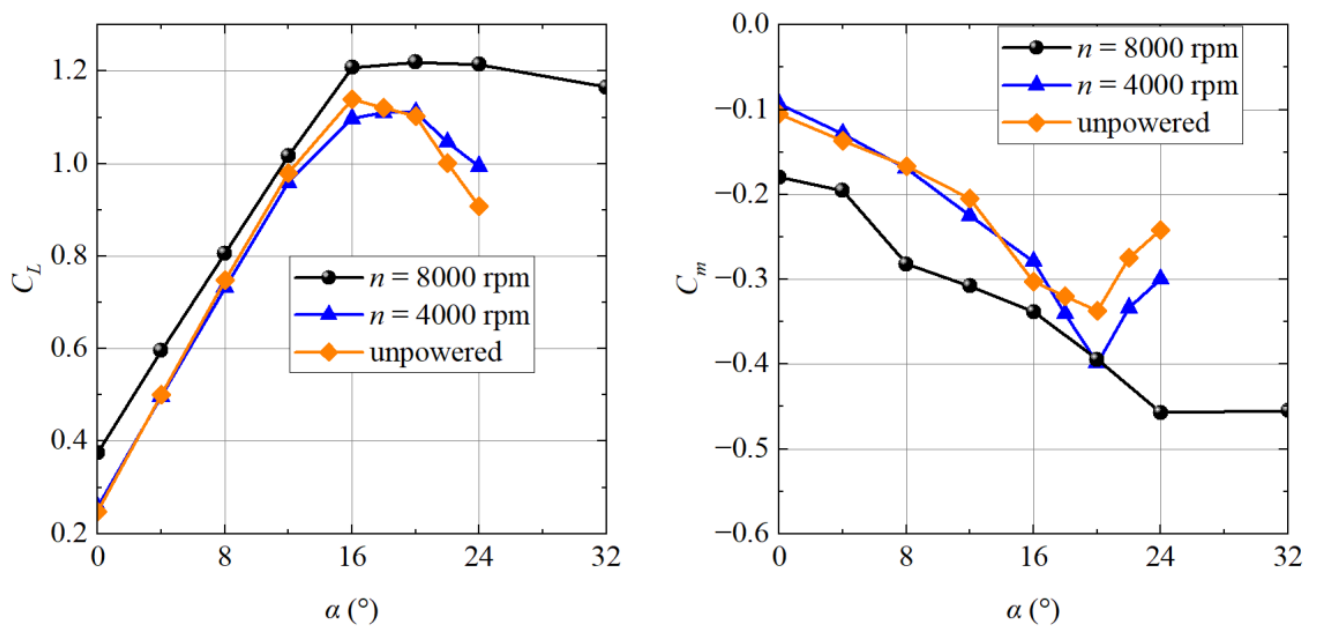 1.2
1.0
0.8
0.6
0.4
0.2
C_L
n = 8000 rpm
n = 4000 rpm
unpowered
0 8 16 24 32
α (°)
−0.0
−0.1
−0.2
−0.3
−0.4
−0.5
−0.6
C_m
n = 8000 rpm
n = 4000 rpm
unpowered
0 8 16 24 32
α (°)